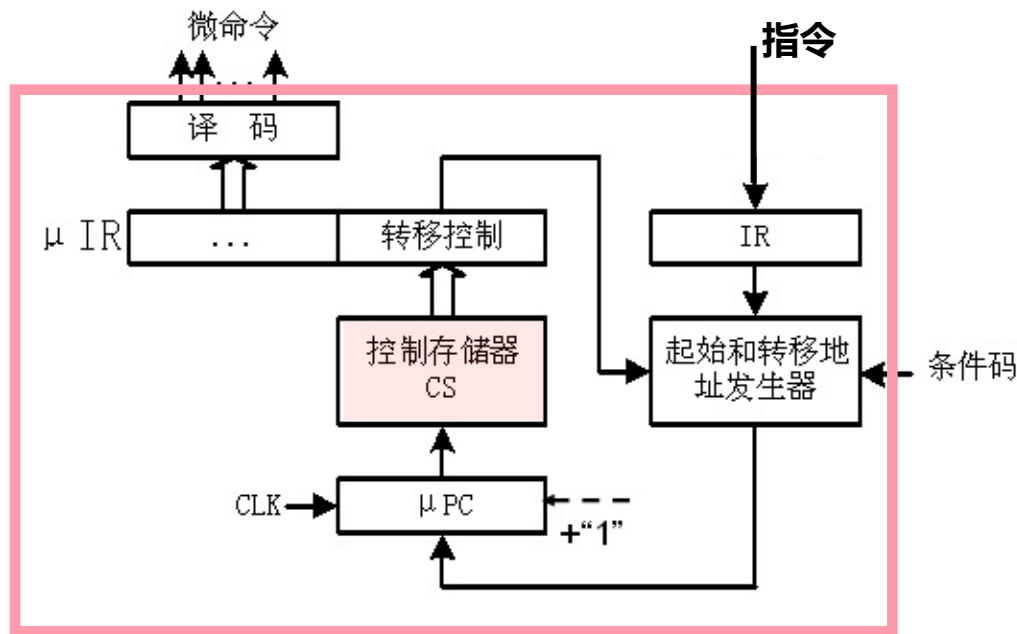 微命令
指令
...
译 码
μ IR
...
转移控制
IR
控制存储器
CS
起始和转移地
址发生器
条件码
CLK
μPC
+“1”